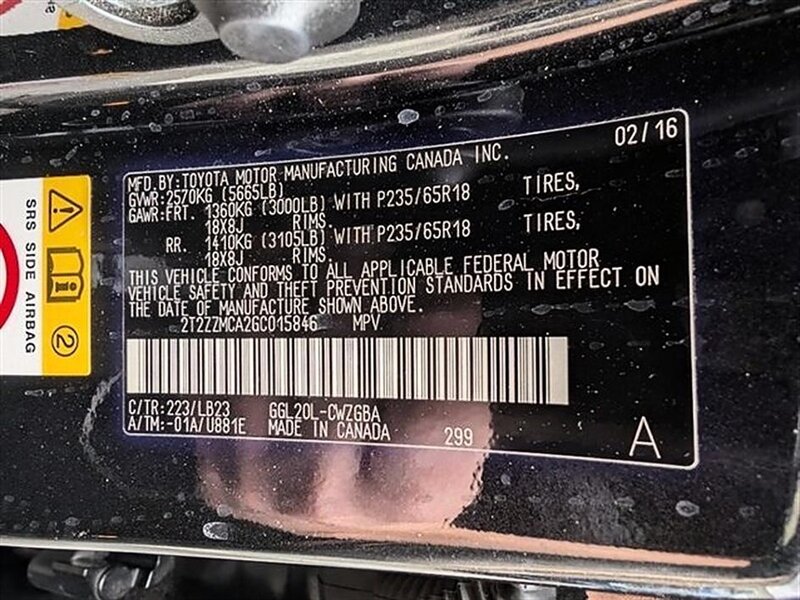 02/16
MFD.BY:TOYOTA MOTOR MANUFACTURING CANADA INC.
GVWR:2570KG (5665LB)
GAWR:FRT. 1360KG (3000LB) WITH P235/65R18 TIRES,
18X8J RIMS.
RR. 1410KG (3105LB) WITH P235/65R18 TIRES,
18X8J RIMS.
THIS VEHICLE CONFORMS TO ALL APPLICABLE FEDERAL MOTOR
VEHICLE SAFETY AND THEFT PREVENTION STANDARDS IN EFFECT ON
THE DATE OF MANUFACTURE SHOWN ABOVE.
2T2ZZMCA2GC015846 MPV
C/TR:223/LB23 GGL20L-CWZGBA
A/TM:-01A/U881E MADE IN CANADA 299
A
SRS SIDE AIRBAG
2